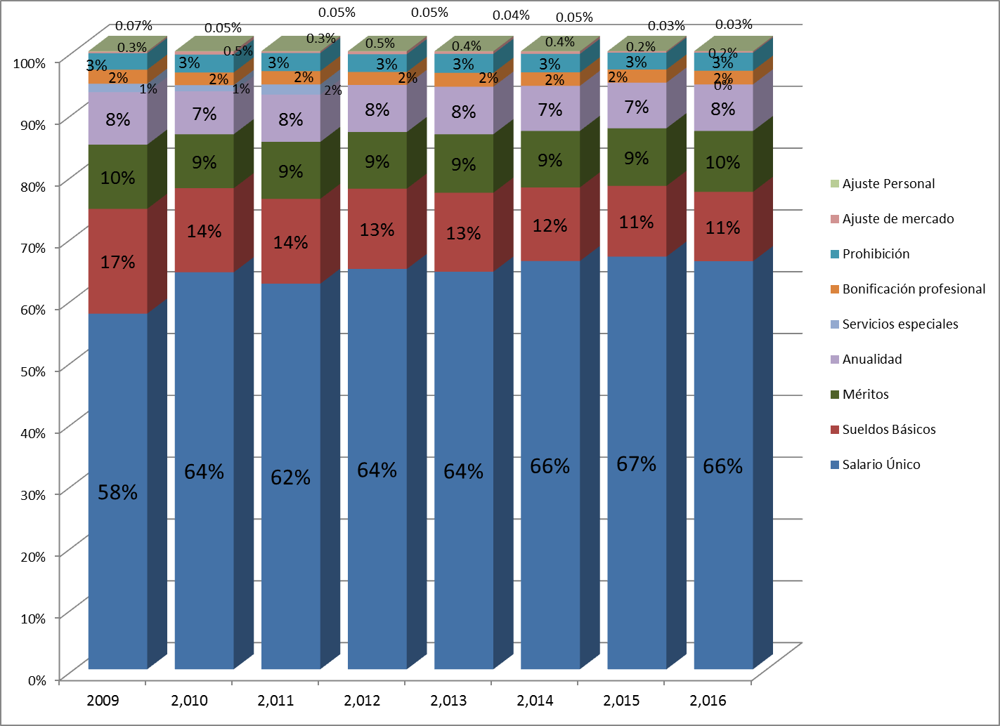 0.07% 0.05% 0.05% 0.05% 0.04% 0.05% 0.03% 0.03%
0.3% 0.5% 0.3% 0.5% 0.4% 0.4% 0.2% 0.2%
3% 3% 3% 3% 3% 3% 3% 3%
2% 2% 2% 2% 2% 2% 2% 2%
1% 1% 2% 0%
8% 7% 8% 8% 8% 7% 7% 8%
10% 9% 9% 9% 9% 9% 9% 10%
17% 14% 14% 13% 13% 12% 11% 11%
58% 64% 62% 64% 64% 66% 67% 66%
100%
90%
80%
70%
60%
50%
40%
30%
20%
10%
0%
2009 2,010 2,011 2,012 2,013 2,014 2,015 2,016
Ajuste Personal
Ajuste de mercado
Prohibición
Bonificación profesional
Servicios especiales
Anualidad
Méritos
Sueldos Básicos
Salario Único